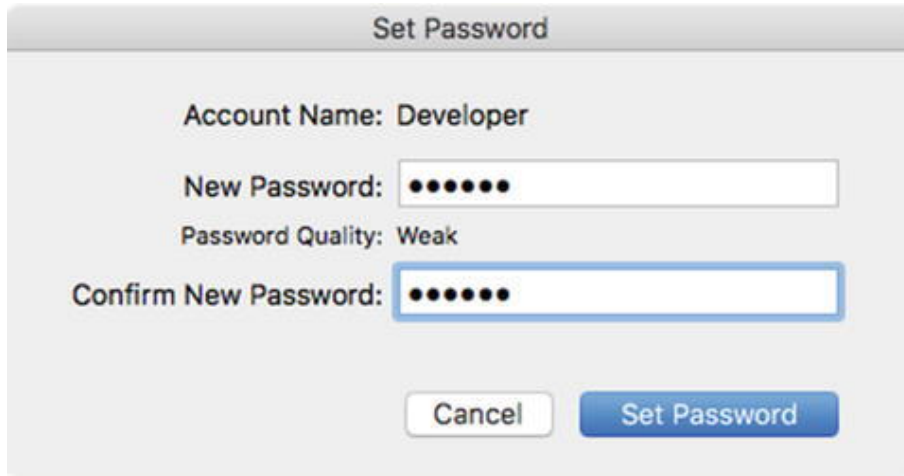 Set Password
Account Name: Developer
New Password: ••••••
Password Quality: Weak
Confirm New Password: ••••••
Cancel Set Password